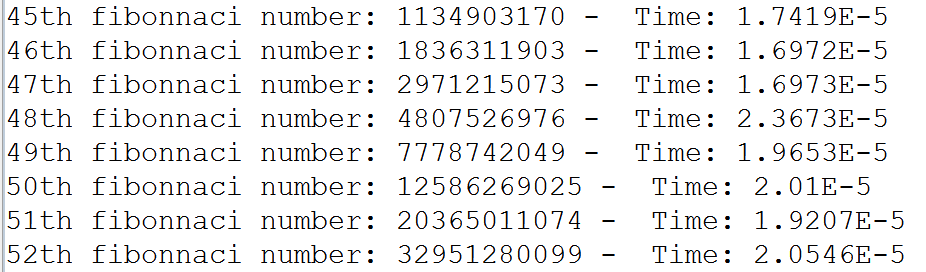 45th fibonnaci number: 1134903170 -  Time: 1.7419E-5
46th fibonnaci number: 1836311903 -  Time: 1.6972E-5
47th fibonnaci number: 2971215073 -  Time: 1.6973E-5
48th fibonnaci number: 4807526976 -  Time: 2.3673E-5
49th fibonnaci number: 7778742049 -  Time: 1.9653E-5
50th fibonnaci number: 12586269025 -  Time: 2.01E-5
51th fibonnaci number: 20365011074 -  Time: 1.9207E-5
52th fibonnaci number: 32951280099 -  Time: 2.0546E-5